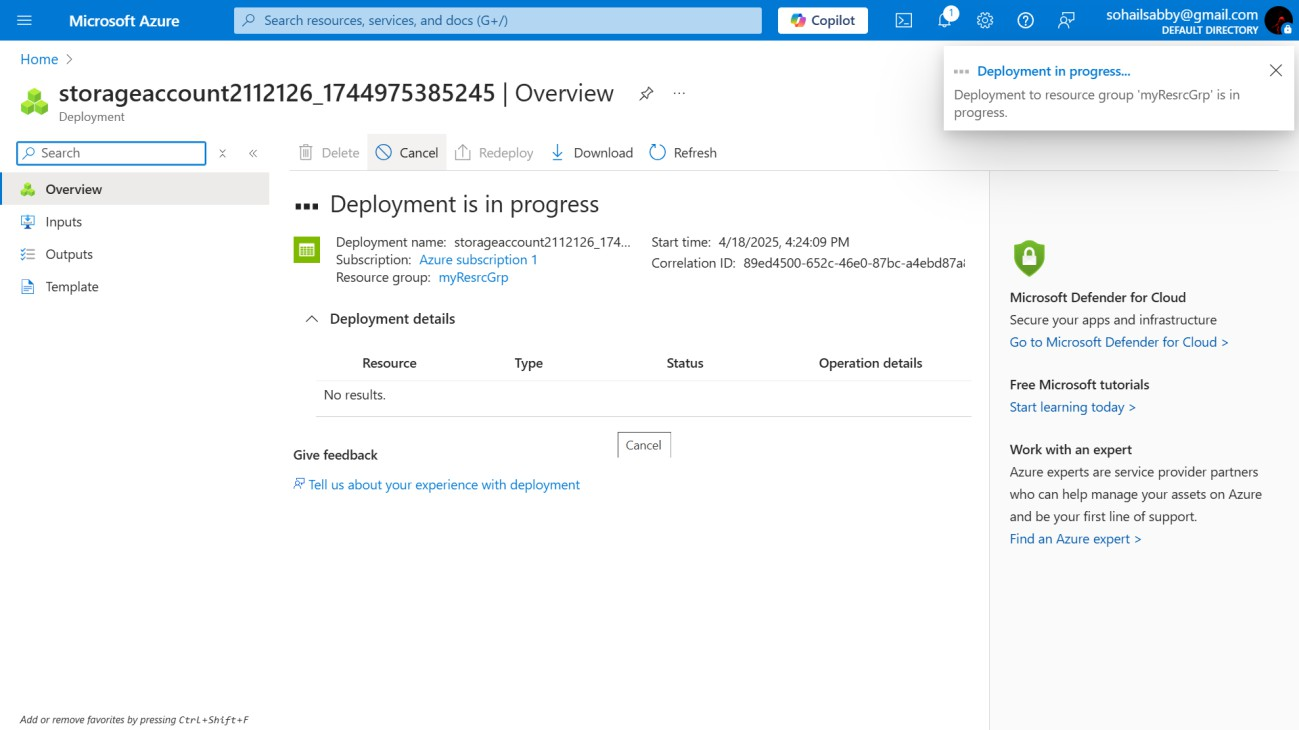 Microsoft Azure
Search resources, services, and docs (G+/)
Copilot
1
sohailsabby@gmail.com
DEFAULT DIRECTORY
Home
Deployment in progress...
Deployment to resource group 'myResrcGrp' is in
progress.
storageaccount2112126_1744975385245 | Overview
Deployment
Search
Delete
Cancel
Redeploy
Download
Refresh
Overview
Inputs
Outputs
Template
Deployment is in progress
Deployment name: storageaccount2112126_174...
Subscription: Azure subscription 1
Resource group: myResrcGrp
Start time: 4/18/2025, 4:24:09 PM
Correlation ID: 89ed4500-652c-46e0-87bc-a4ebd87a
Deployment details
Resource Type Status Operation details
No results.
Cancel
Give feedback
Tell us about your experience with deployment
Microsoft Defender for Cloud
Secure your apps and infrastructure
Go to Microsoft Defender for Cloud >
Free Microsoft tutorials
Start learning today >
Work with an expert
Azure experts are service provider partners
who can help manage your assets on Azure
and be your first line of support.
Find an Azure expert >
Add or remove favorites by pressing Ctrl+Shift+F